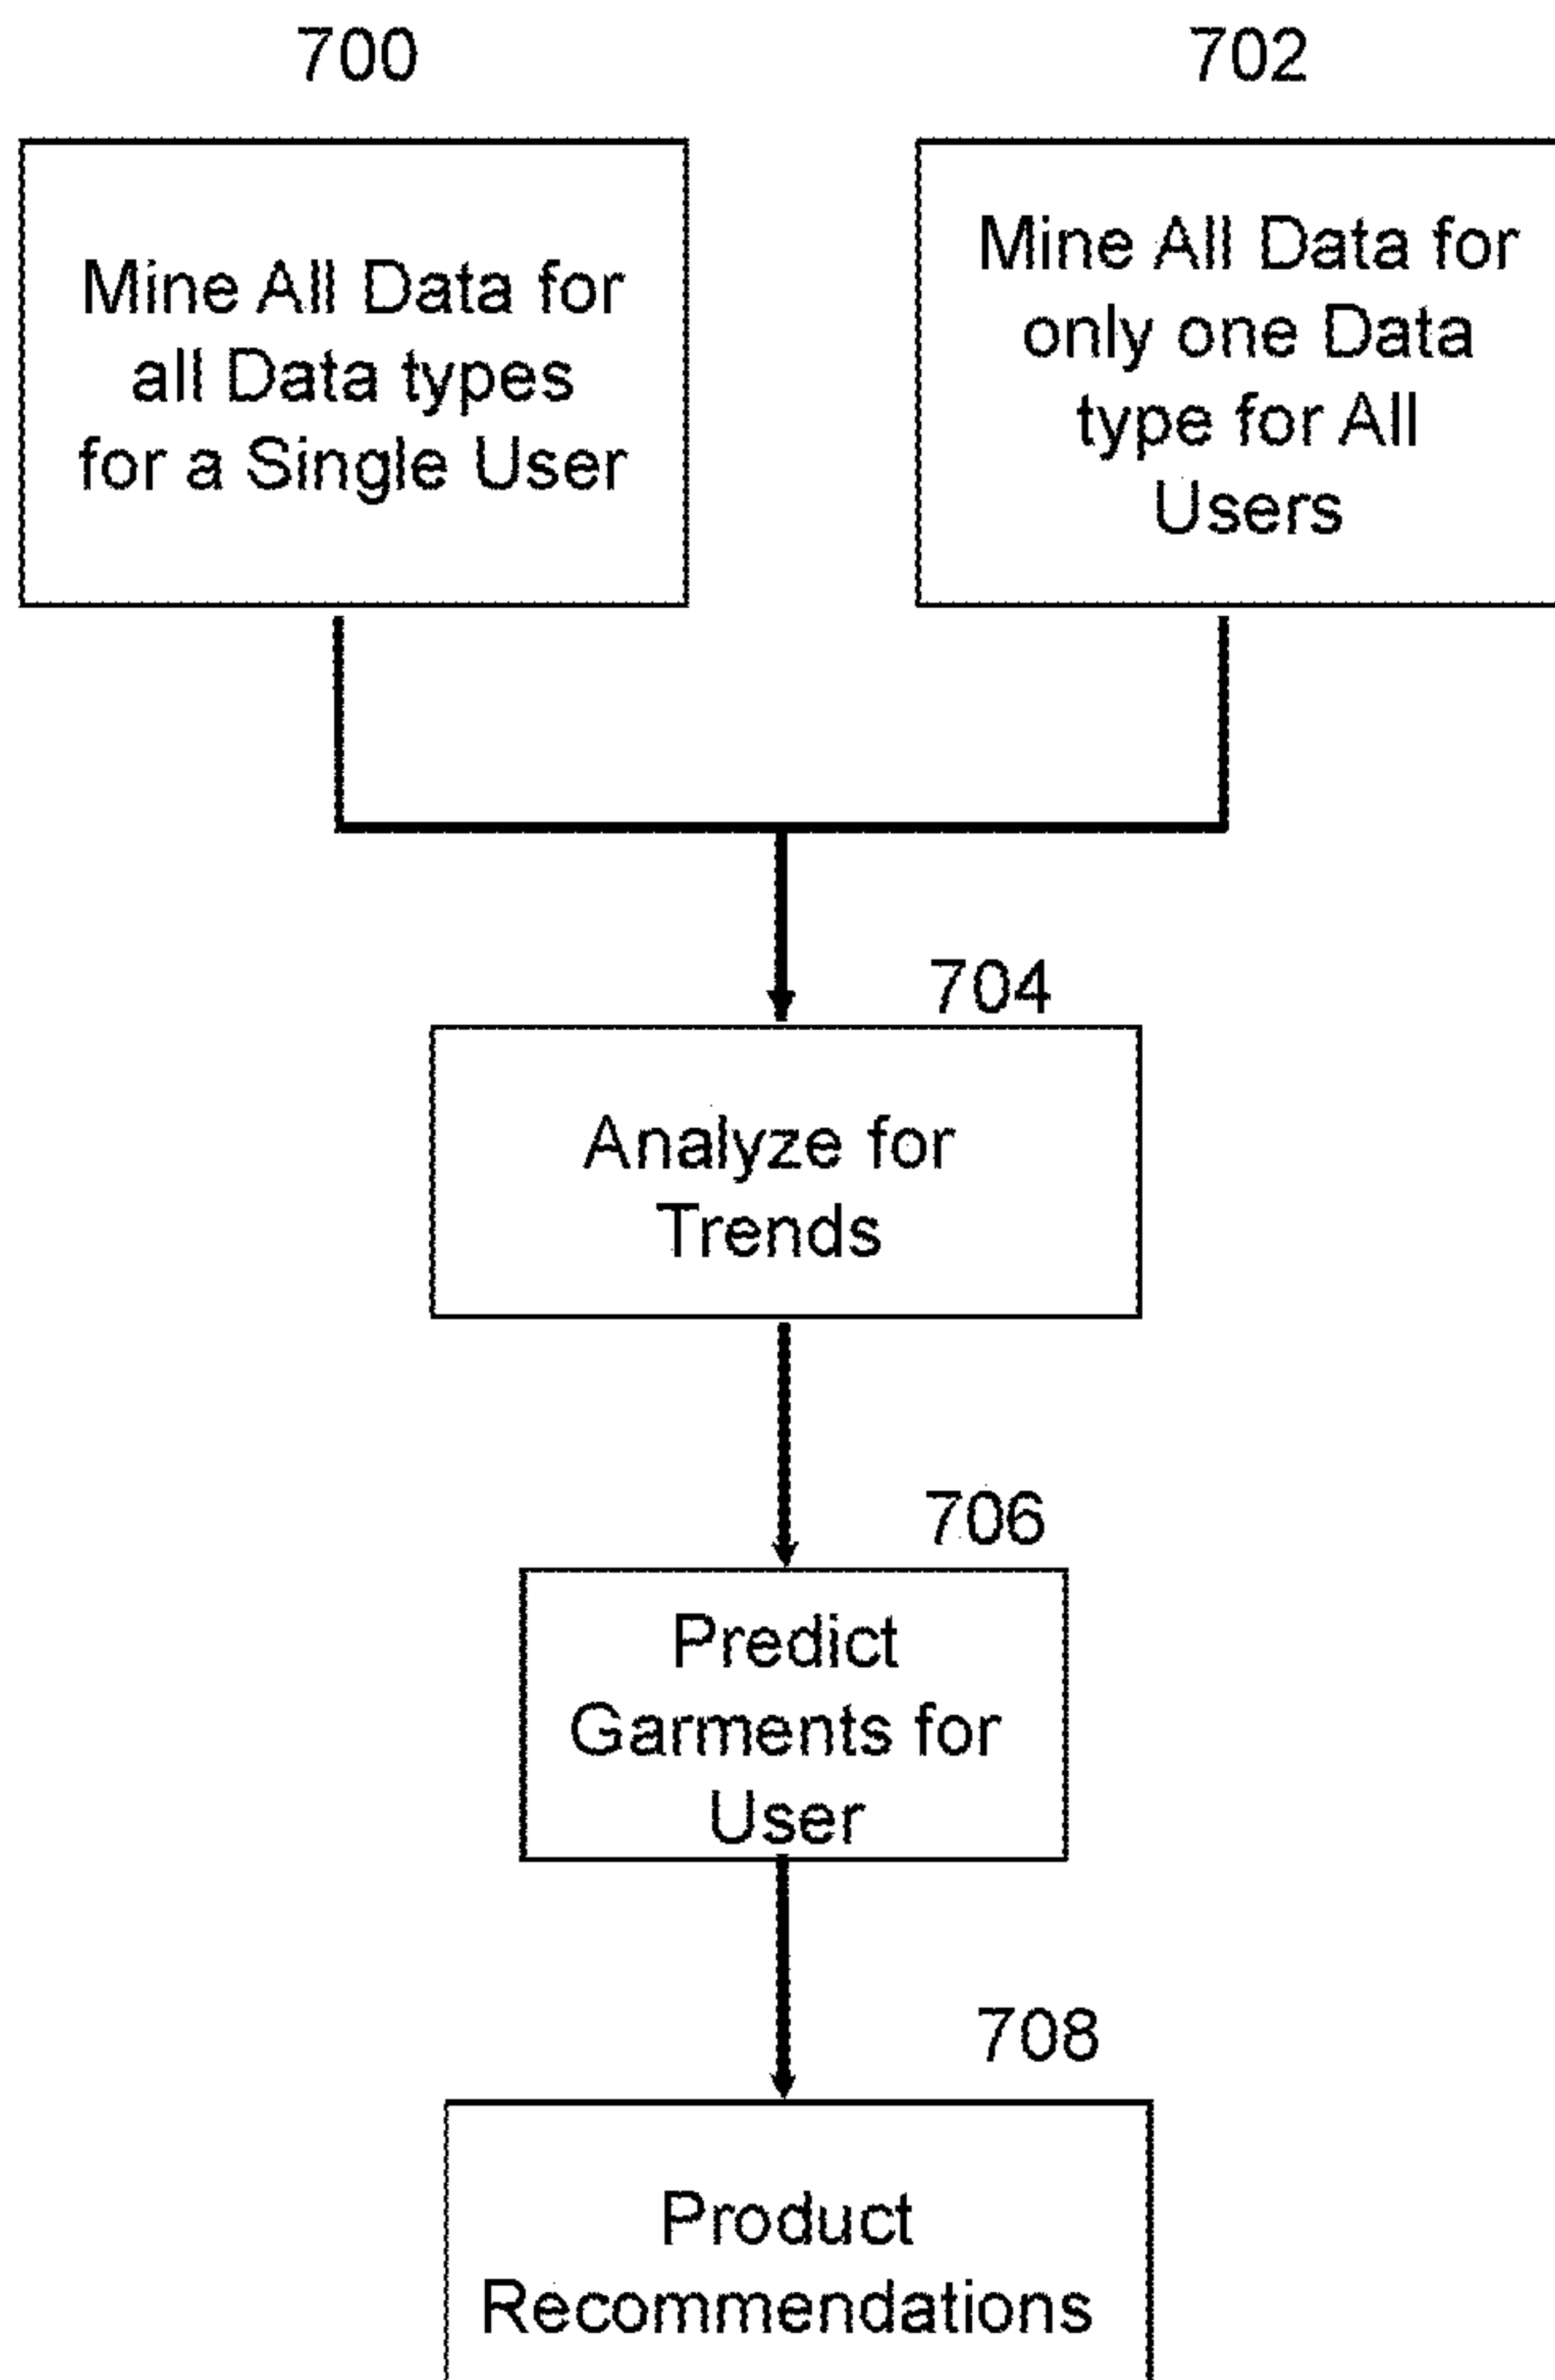 700
702
Mine All Data for
all Data types
for a Single User
Mine All Data for
only one Data
type for All
Users
704
Analyze for
Trends
706
Predict
Garments for
User
708
Product
Recommendations